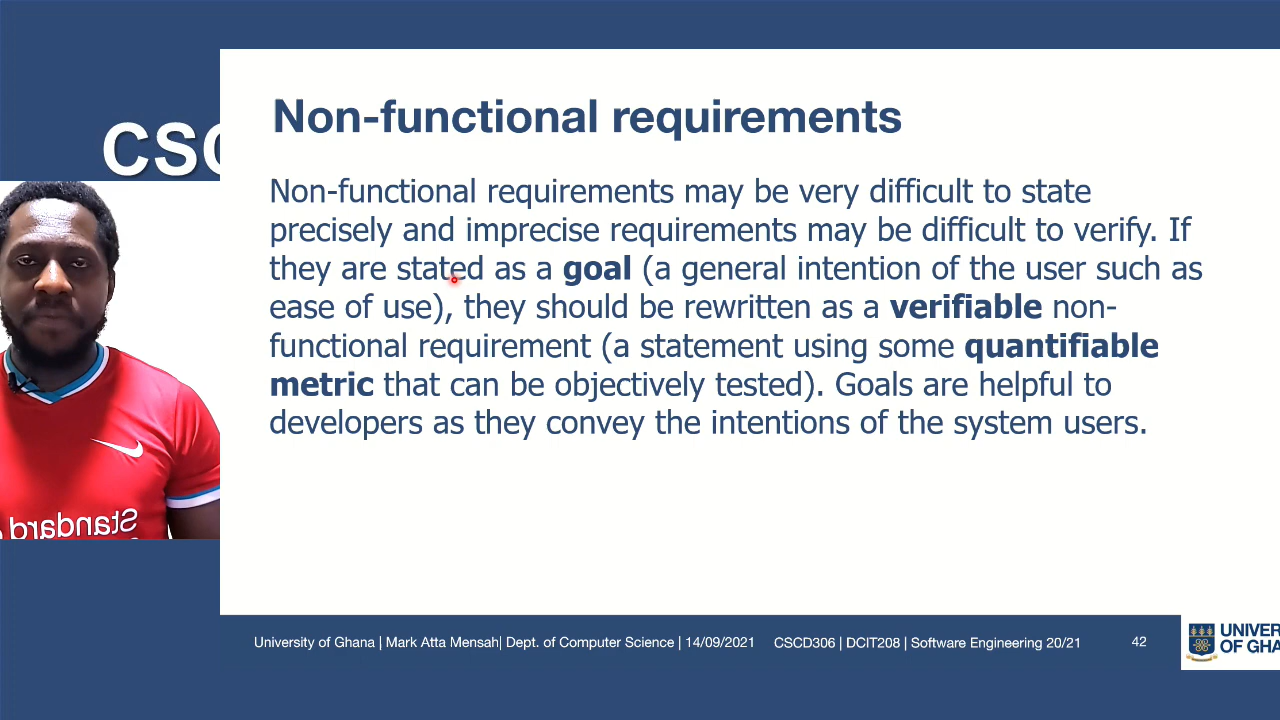 Non-functional requirements
CSC
Non-functional requirements may be very difficult to state
precisely and imprecise requirements may be difficult to verify. If
they are stated as a goal (a general intention of the user such as
ease of use), they should be rewritten as a verifiable non-
functional requirement (a statement using some quantifiable
metric that can be objectively tested). Goals are helpful to
developers as they convey the intentions of the system users.
Standard
University of Ghana | Mark Atta Mensah| Dept. of Computer Science | 14/09/2021 CSCD306 | DCIT208 | Software Engineering 20/21 42
UNIVER
OF GHA